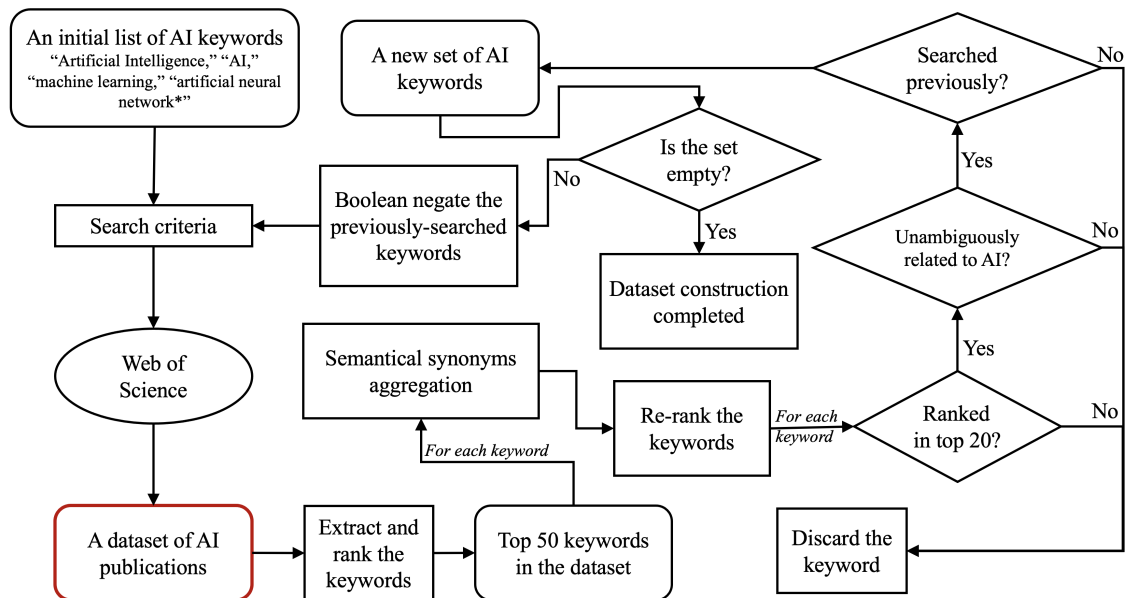 An initial list of AI keywords
“Artificial Intelligence,” “AI,”
“machine learning,” “artificial neural
network*”
A new set of AI
keywords
Searched
previously?
No
Is the set
empty?
No
Yes
Yes
Boolean negate the
previously-searched
keywords
Search criteria
Unambiguously
related to AI?
No
Dataset construction
completed
Web of
Science
Semantical synonyms
aggregation
Yes
Re-rank the
keywords
For each
keyword
Ranked
in top 20?
No
For each keyword
A dataset of AI
publications
Extract and
rank the
keywords
Top 50 keywords
in the dataset
Discard the
keyword